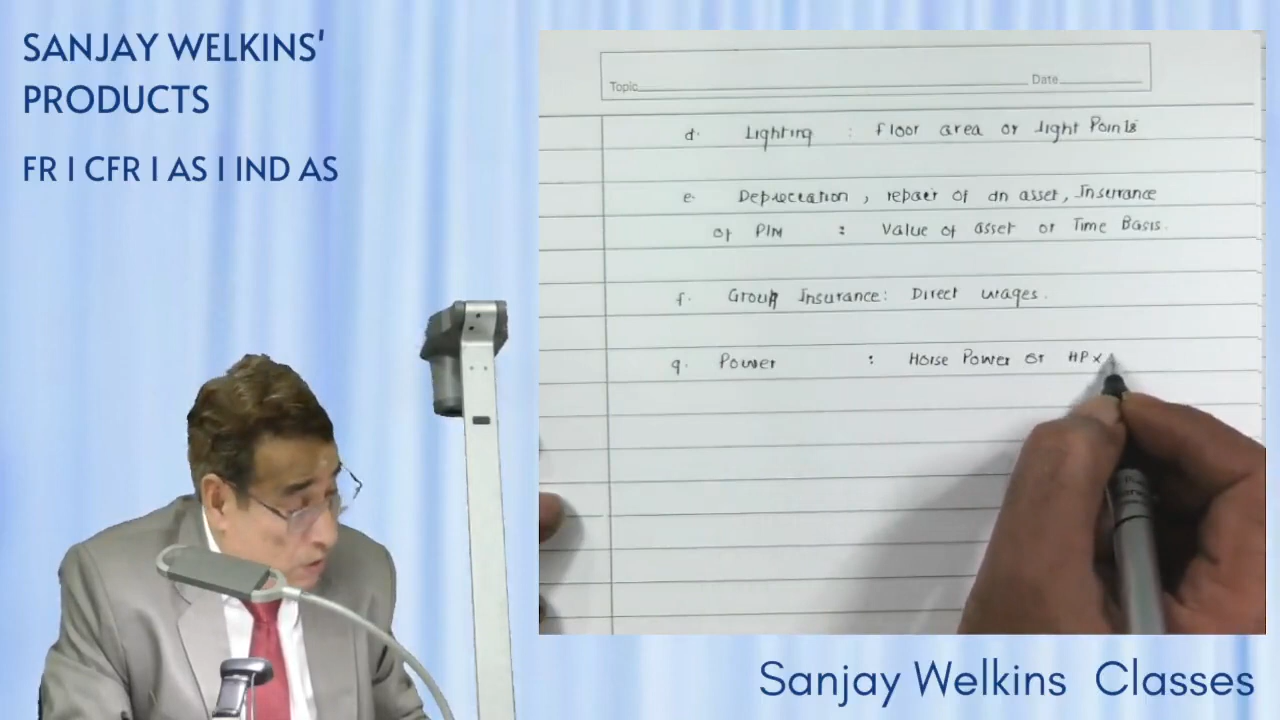 SANJAY WELKINS'
PRODUCTS
FR I CFR I AS I IND AS
Topic Date
d. Lighting : Floor area or light Points
e. Depreciation, repair of an asset, Insurance
of P/M : Value of asset or Time Basis.
f. Group Insurance: Direct wages.
g. Power : Horse Power or HP x
Sanjay Welkins Classes